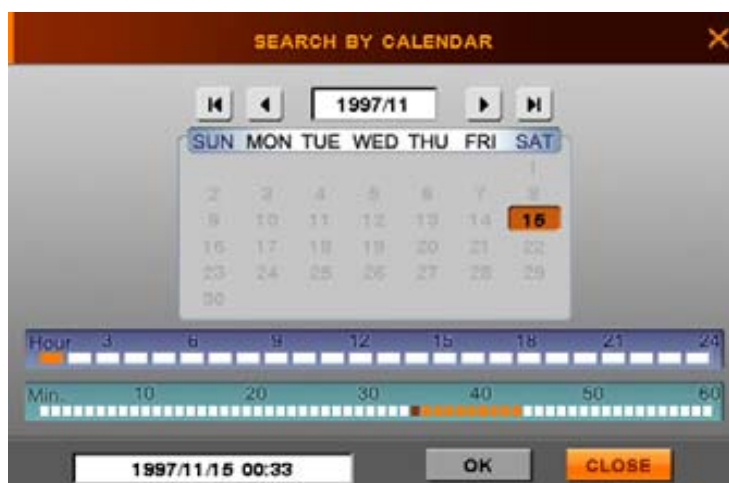 SEARCH BY CALENDAR
1997/11
SUN MON TUE WED THU FRI SAT
1
2 3 4 5 6 7 8
9 10 11 12 13 14 15
16 17 18 19 20 21 22
23 24 25 26 27 28 29
30
Hour 3 6 9 12 15 18 21 24
Min. 10 20 30 40 50 60
1997/11/15 00:33 OK CLOSE